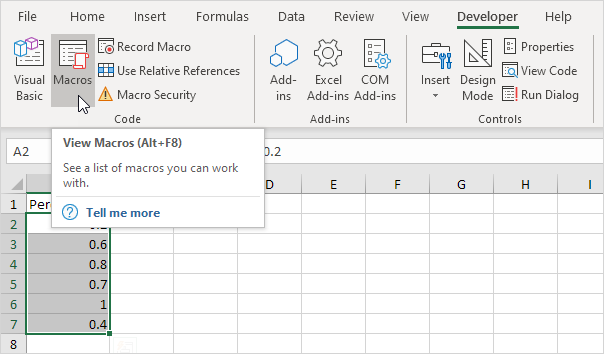 File Home Insert Formulas Data Review View Developer Help
Visual Basic
Macros
Record Macro
Use Relative References
Macro Security
Code
Add-ins
Excel Add-ins
COM Add-ins
Add-ins
Insert
Design Mode
Properties
View Code
Run Dialog
Controls
View Macros (Alt+F8)
See a list of macros you can work
with.
Tell me more
A2 0.2
D E F G H I
1 Per
2
3 0.6
4 0.8
5 0.7
6 1
7 0.4
8